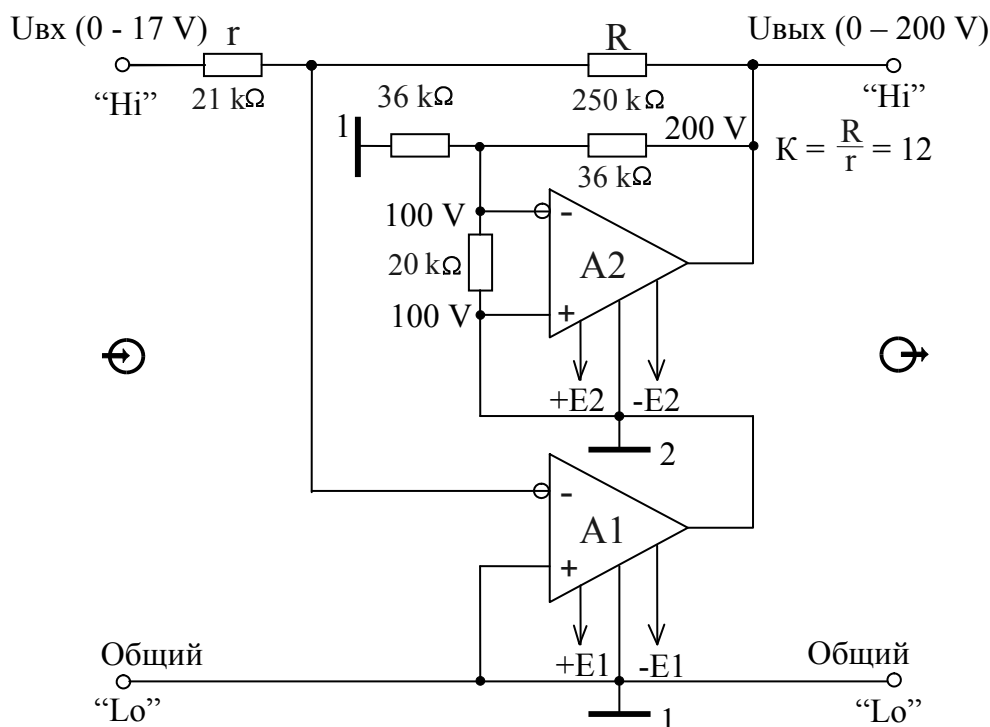 Uвх (0 - 17 V)
r
R
Uвых (0 – 200 V)
“Hi”
21 kΩ
36 kΩ
250 kΩ
“Hi”
1
200 V
K = R/r = 12
36 kΩ
100 V
-
20 kΩ
A2
100 V
+
+E2
-E2
2
-
A1
+
Общий
+E1
-E1
Общий
“Lo”
1
“Lo”